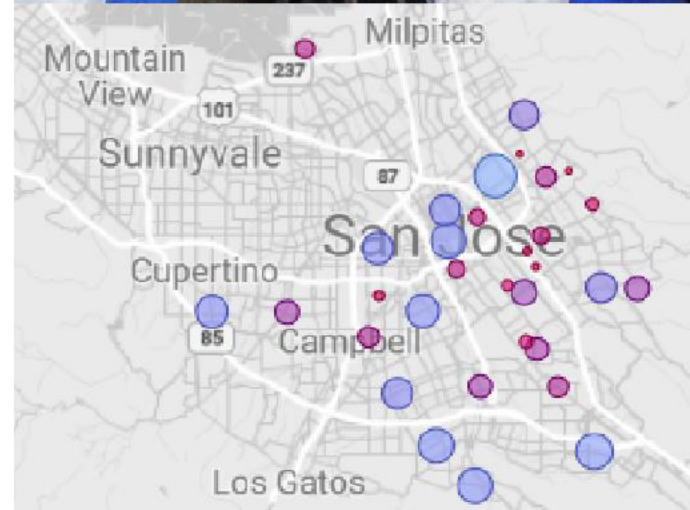 Milpitas
Mountain
View
237
101
Sunnyvale
87
San Jose
Cupertino
85
Campbell
Los Gatos